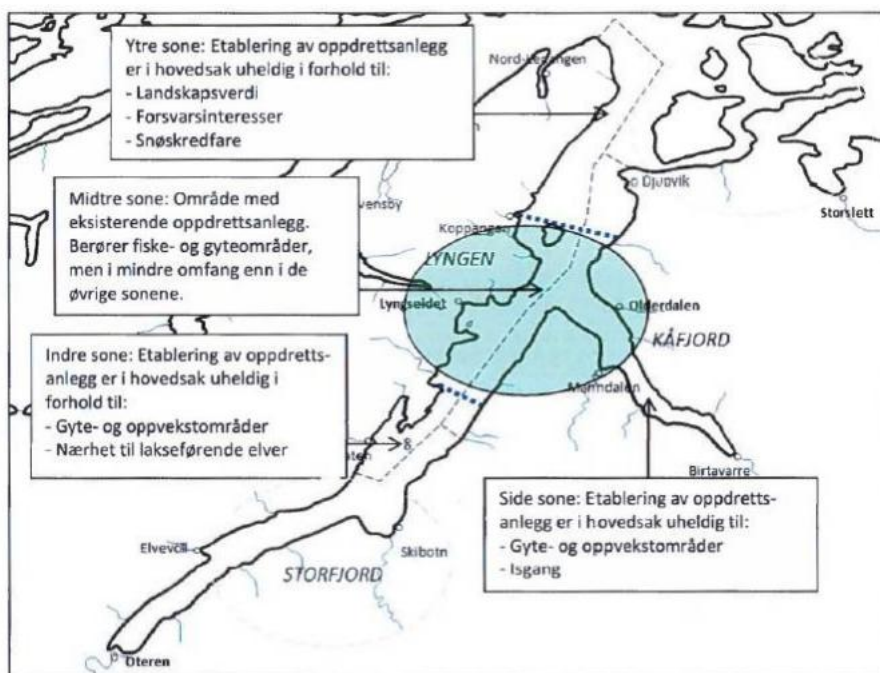 Ytre sone: Etablering av oppdrettsanlegg
er i hovedsak uheldig i forhold til:
- Landskapsverdi
- Forsvarsinteresser
- Snøskredfare
Djupvik
Storslett
Midtre sone: Område med
eksisterende oppdrettsanlegg.
Berører fiske- og gyteområder,
men i mindre omfang enn i de
øvrige sonene.
vensby
Koppangen
LYNGEN
Lyngseidet
Olderdalen
KÅFJORD
Indre sone: Etablering av oppdretts-
anlegg er i hovedsak uheldig i
forhold til:
- Gyte- og oppvekstområder
- Nærhet til lakseførende elver
Birtavarre
Side sone: Etablering av oppdretts-
anlegg er i hovedsak uheldig til:
- Gyte- og oppvekstområder
- Isgang
Elvevoll
Skibotn
STORFJORD
Oteren